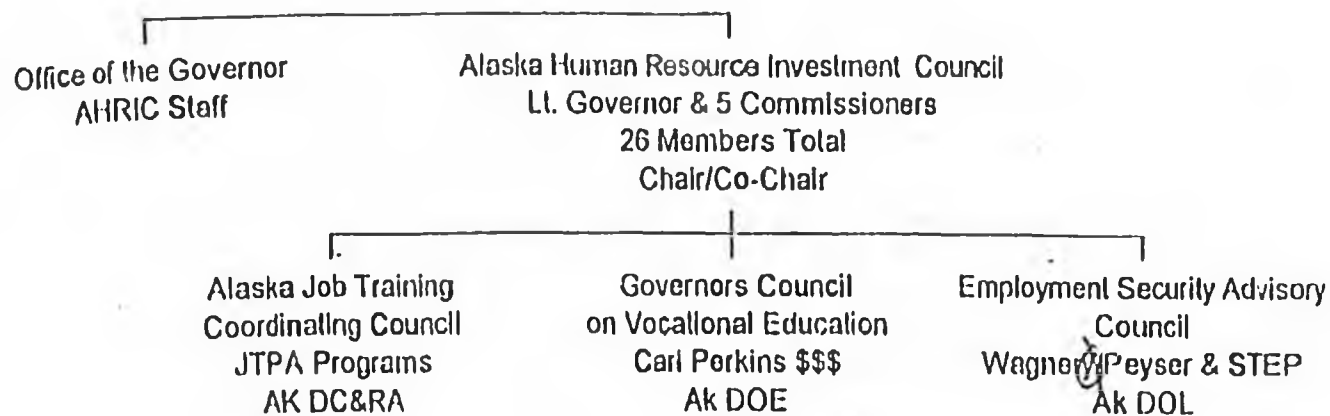 Office of the Governor
AHRIC Staff
Alaska Human Resource Investment Council
Lt. Governor & 5 Commissioners
26 Members Total
Chair/Co-Chair
Alaska Job Training
Coordinating Council
JTPA Programs
AK DC&RA
Governors Council
on Vocational Education
Carl Perkins $$$
Ak DOE
Employment Security Advisory
Council
Wagner/Peyser & STEP
Ak DOL